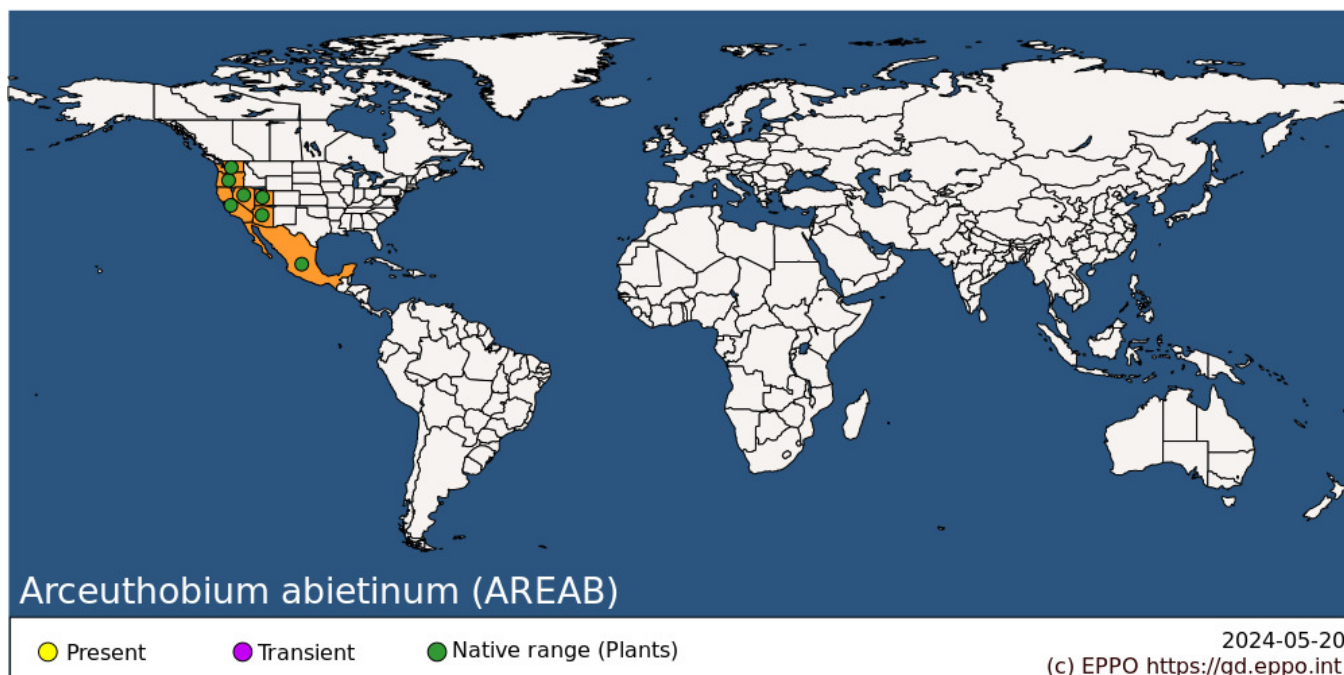 Arceuthobium abietinum (AREAB)
Present
Transient
Native range (Plants)
2024-05-20
(c) EPPO https://gd.eppo.int